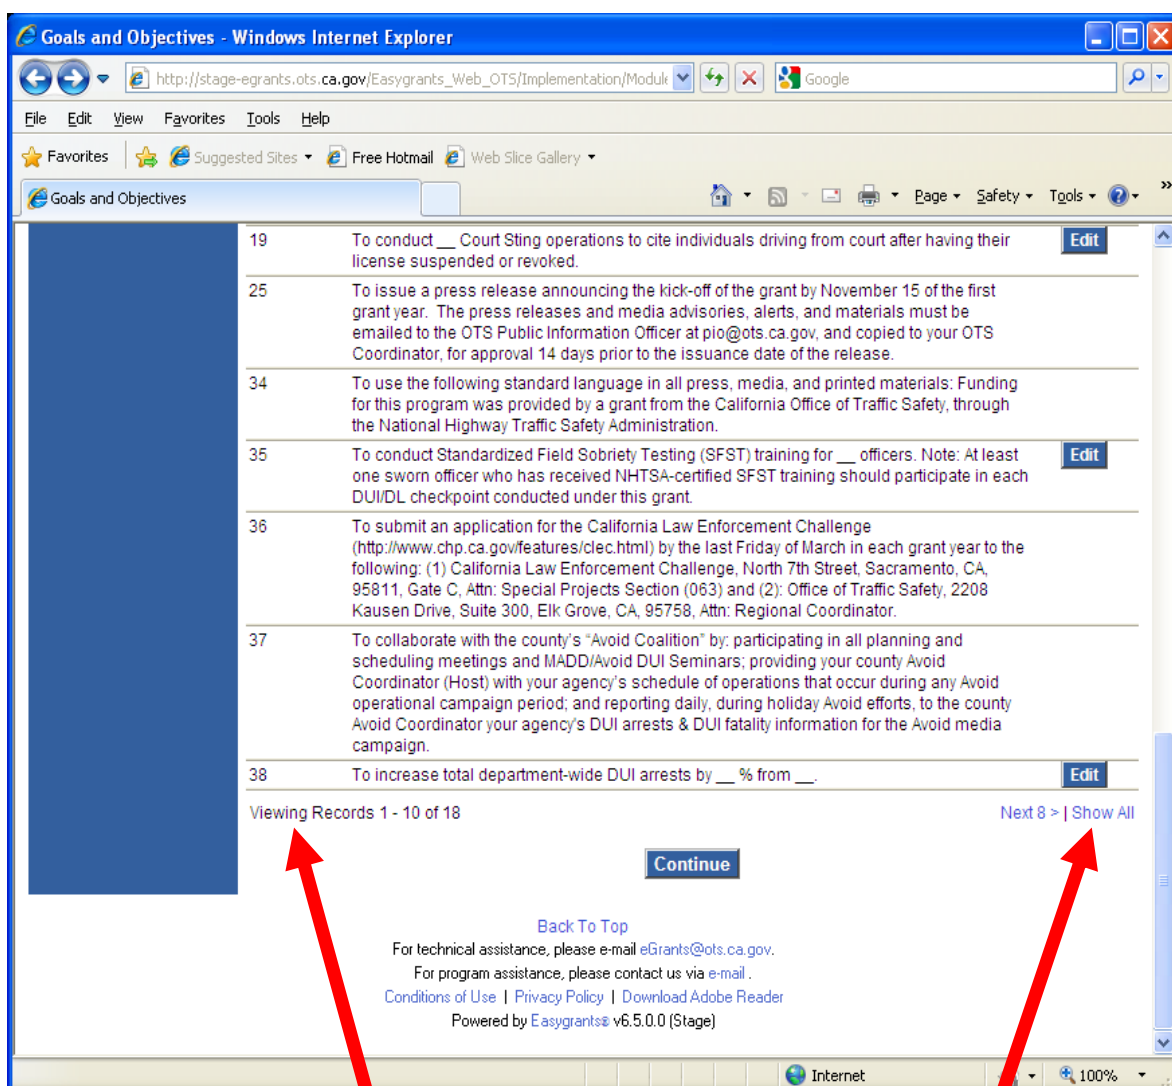 Goals and Objectives - Windows Internet Explorer
http://stage-egrants.ots.ca.gov/Easygrants_Web_OTS/Implementation/Module
Google
File Edit View Favorites Tools Help
Favorites Suggested Sites Free Hotmail Web Slice Gallery
Goals and Objectives
Page Safety Tools
19 To conduct __ Court Sting operations to cite individuals driving from court after having their Edit
license suspended or revoked.
25 To issue a press release announcing the kick-off of the grant by November 15 of the first
grant year. The press releases and media advisories, alerts, and materials must be
emailed to the OTS Public Information Officer at pio@ots.ca.gov, and copied to your OTS
Coordinator, for approval 14 days prior to the issuance date of the release.
34 To use the following standard language in all press, media, and printed materials: Funding
for this program was provided by a grant from the California Office of Traffic Safety, through
the National Highway Traffic Safety Administration.
35 To conduct Standardized Field Sobriety Testing (SFST) training for __ officers. Note: At least Edit
one sworn officer who has received NHTSA-certified SFST training should participate in each
DUI/DL checkpoint conducted under this grant.
36 To submit an application for the California Law Enforcement Challenge
(http://www.chp.ca.gov/features/clec.html) by the last Friday of March in each grant year to the
following: (1) California Law Enforcement Challenge, North 7th Street, Sacramento, CA,
95811, Gate C, Attn: Special Projects Section (063) and (2): Office of Traffic Safety, 2208
Kausen Drive, Suite 300, Elk Grove, CA, 95758, Attn: Regional Coordinator.
37 To collaborate with the county's "Avoid Coalition" by: participating in all planning and
scheduling meetings and MADD/Avoid DUI Seminars; providing your county Avoid
Coordinator (Host) with your agency's schedule of operations that occur during any Avoid
operational campaign period; and reporting daily, during holiday Avoid efforts, to the county
Avoid Coordinator your agency's DUI arrests & DUI fatality information for the Avoid media
campaign.
38 To increase total department-wide DUI arrests by __ % from __. Edit
Viewing Records 1 - 10 of 18 Next 8 > | Show All
Continue
Back To Top
For technical assistance, please e-mail eGrants@ots.ca.gov.
For program assistance, please contact us via e-mail .
Conditions of Use | Privacy Policy | Download Adobe Reader
Powered by Easygrants® v6.5.0.0 (Stage)
Internet 100%